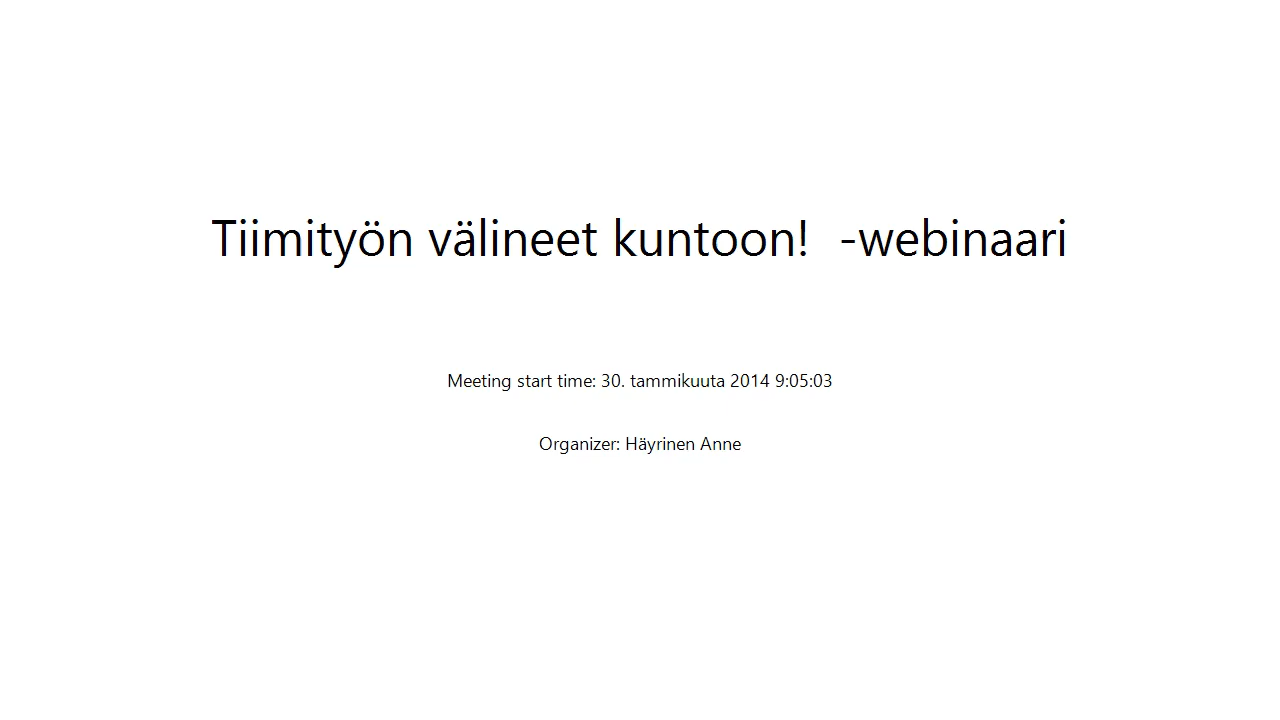 Tiimityön välineet kuntoon!  -webinaari
Meeting start time: 30. tammikuuta 2014 9:05:03
Organizer: Häyrinen Anne